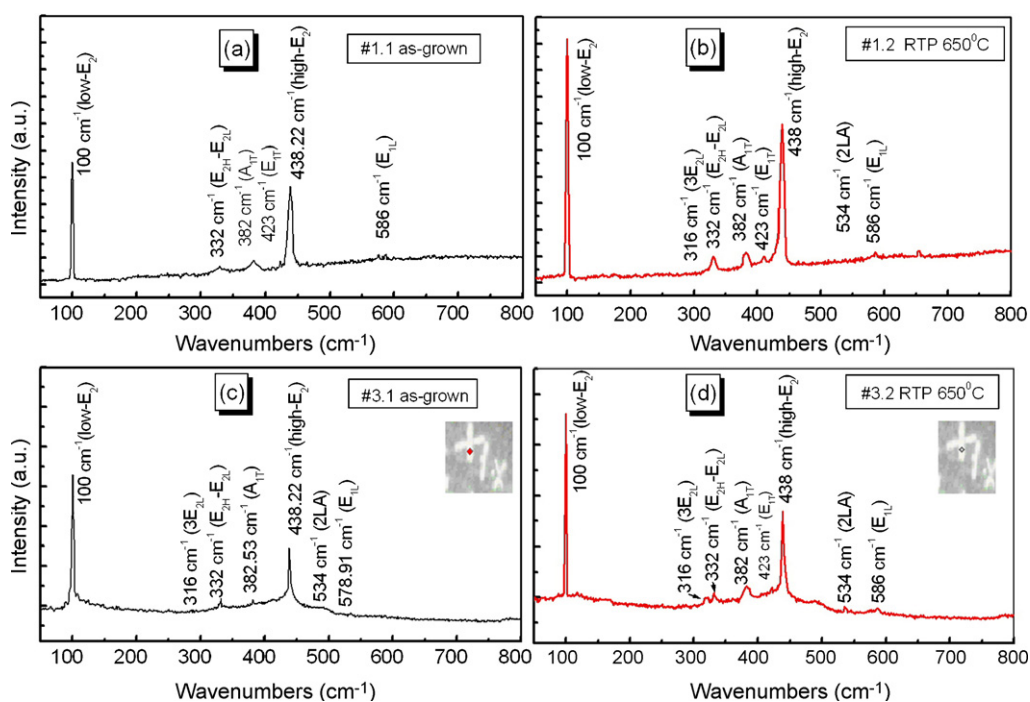 (a)
#1.1 as-grown
Intensity (a.u.)
100 cm⁻¹(low-E₂)
332 cm⁻¹ (E₂H-E₂L)
382 cm⁻¹ (A₁T)
423 cm⁻¹ (E₁T)
438.22 cm⁻¹(high-E₂)
586 cm⁻¹ (E₁L)
100 200 300 400 500 600 700 800
Wavenumbers (cm⁻¹)
(b)
#1.2 RTP 650⁰C
100 cm⁻¹(low-E₂)
316 cm⁻¹ (3E₂L)
332 cm⁻¹ (E₂H-E₂L)
382 cm⁻¹ (A₁T)
423 cm⁻¹ (E₁T)
438 cm⁻¹(high-E₂)
534 cm⁻¹ (2LA)
586 cm⁻¹ (E₁L)
100 200 300 400 500 600 700 800
Wavenumbers (cm⁻¹)
(c)
#3.1 as-grown
Intensity (a.u.)
100 cm⁻¹(low-E₂)
316 cm⁻¹ (3E₂L)
332 cm⁻¹ (E₂H-E₂L)
382.53 cm⁻¹ (A₁T)
438.22 cm⁻¹(high-E₂)
534 cm⁻¹ (2LA)
578.91 cm⁻¹ (E₁L)
100 200 300 400 500 600 700 800
Wavenumbers (cm⁻¹)
(d)
#3.2 RTP 650⁰C
100 cm⁻¹(low-E₂)
316 cm⁻¹ (3E₂L)
332 cm⁻¹ (E₂H-E₂L)
382 cm⁻¹ (A₁T)
423 cm⁻¹ (E₁T)
438 cm⁻¹(high-E₂)
534 cm⁻¹ (2LA)
586 cm⁻¹ (E₁L)
100 200 300 400 500 600 700 800
Wavenumbers (cm⁻¹)